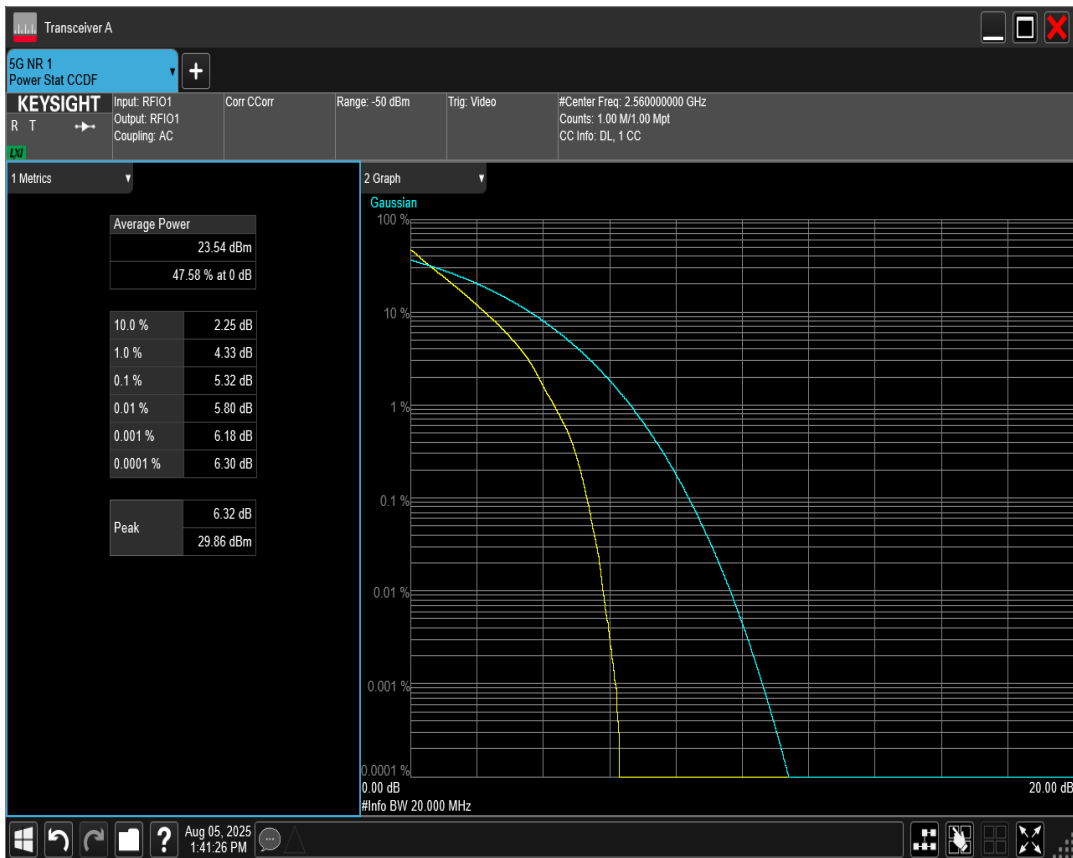 Transceiver A
5G NR 1
Power Stat CCDF
KEYSIGHT
R T
LXI
Input: RFIO1
Output: RFIO1
Coupling: AC
Corr CCorr
Range: -50 dBm
Trig: Video
#Center Freq: 2.560000000 GHz
Counts: 1.00 M/1.00 Mpt
CC Info: DL, 1 CC
1 Metrics
Average Power
23.54 dBm
47.58 % at 0 dB
10.0 % 2.25 dB
1.0 % 4.33 dB
0.1 % 5.32 dB
0.01 % 5.80 dB
0.001 % 6.18 dB
0.0001 % 6.30 dB
Peak
6.32 dB
29.86 dBm
2 Graph
Gaussian
100 %
10 %
1 %
0.1 %
0.01 %
0.001 %
0.0001 %
0.00 dB
20.00 dB
#Info BW 20.000 MHz
?
Aug 05, 2025
1:41:26 PM